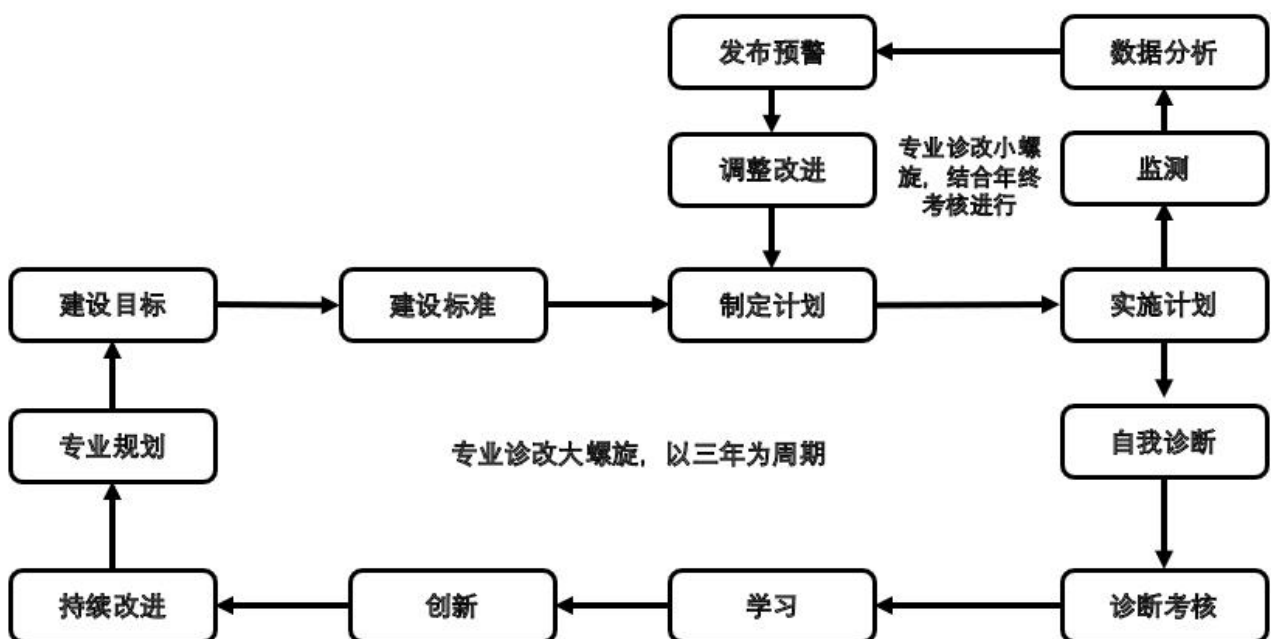 发布预警
数据分析
调整改进
专业诊改小螺
旋，结合年终
考核进行
监测
建设目标
建设标准
制定计划
实施计划
专业规划
专业诊改大螺旋，以三年为周期
自我诊断
持续改进
创新
学习
诊断考核